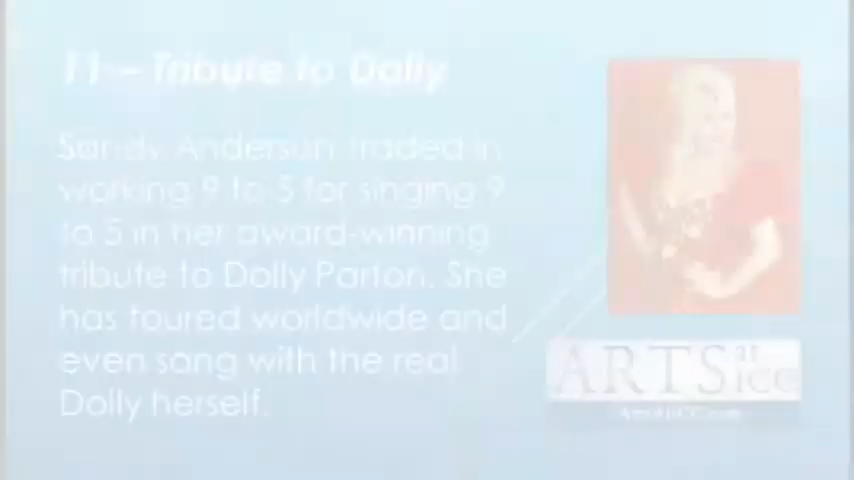 11 – Tribute to Dolly
Sandy Anderson traded in
working 9 to 5 for singing 9
to 5 in her award-winning
tribute to Dolly Parton. She
has toured worldwide and
even sang with the real
Dolly herself.
ARTS at icc